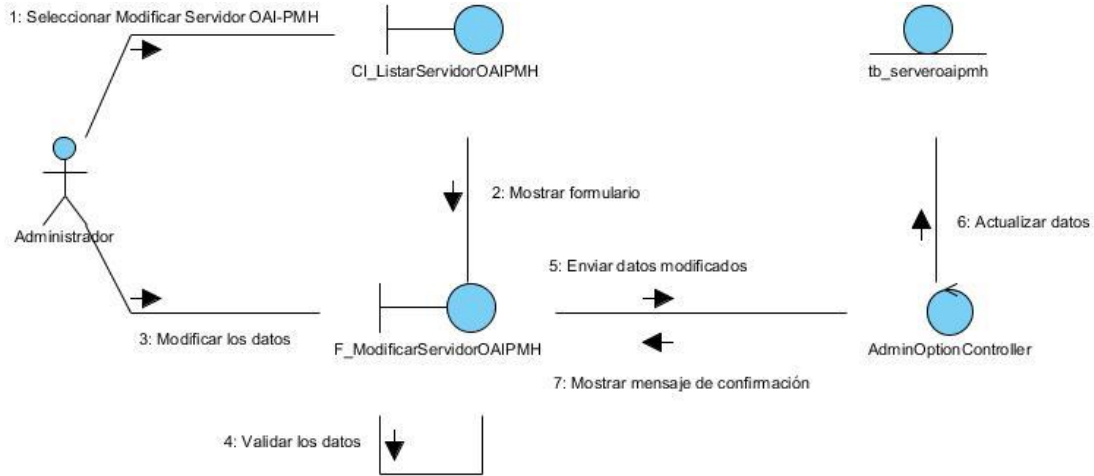 1: Seleccionar Modificar Servidor OAI-PMH
CI_ListarServidorOAIPMH
tb_serveroaipmh
2: Mostrar formulario
6: Actualizar datos
Administrador
5: Enviar datos modificados
3: Modificar los datos
F_ModificarServidorOAIPMH
AdminOptionController
7: Mostrar mensaje de confirmación
4: Validar los datos